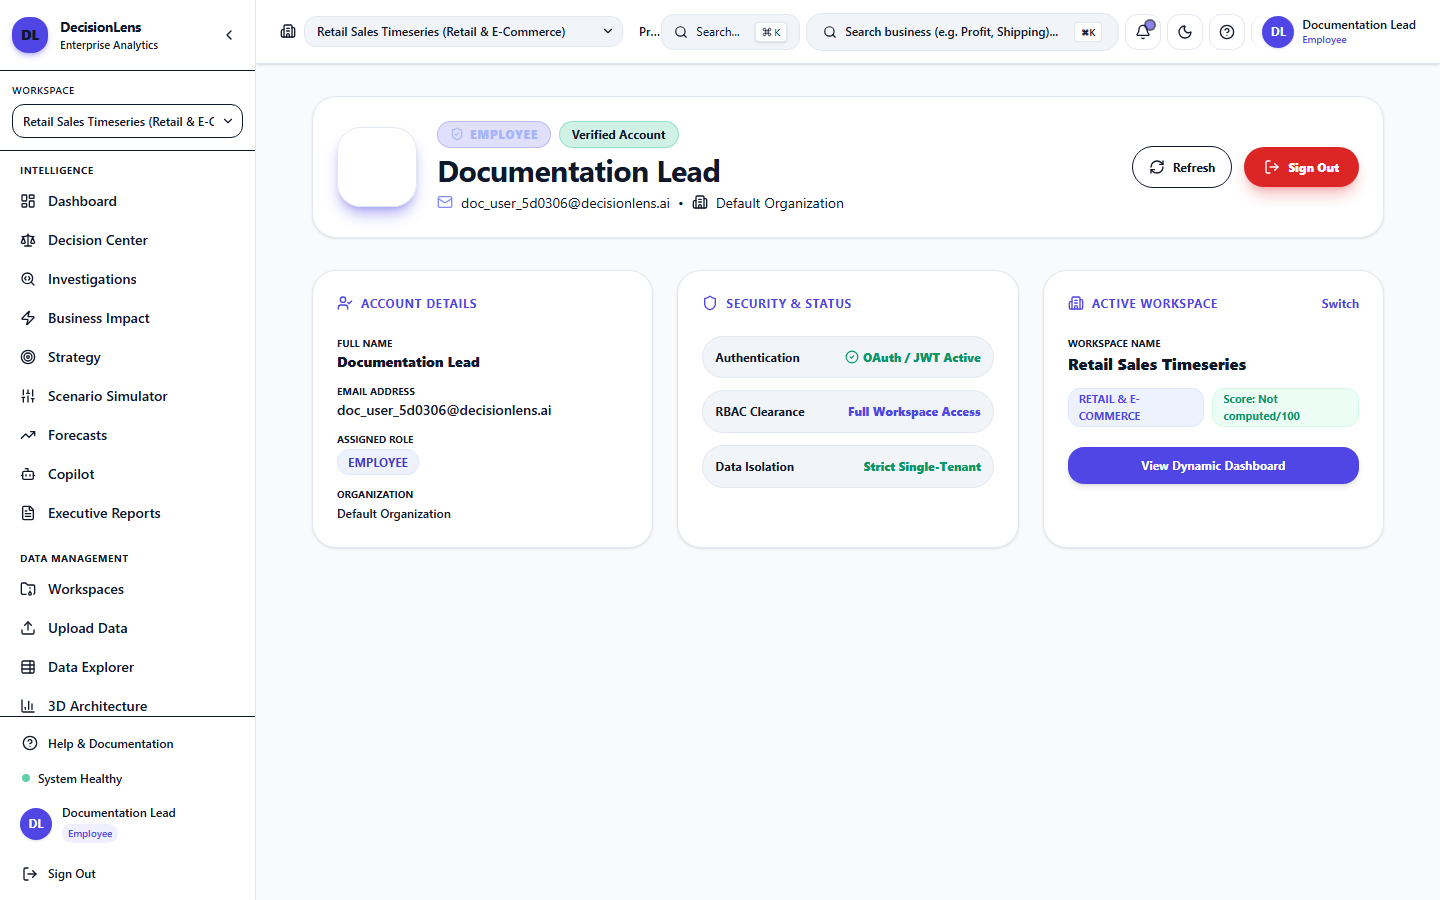 DL
DecisionLens
Enterprise Analytics
WORKSPACE
Retail Sales Timeseries (Retail & E-C
INTELLIGENCE
Dashboard
Decision Center
Investigations
Business Impact
Strategy
Scenario Simulator
Forecasts
Copilot
Executive Reports
DATA MANAGEMENT
Workspaces
Upload Data
Data Explorer
3D Architecture
Help & Documentation
System Healthy
DL
Documentation Lead
Employee
Sign Out
Retail Sales Timeseries (Retail & E-Commerce)
Pr...
Search...
⌘ K
Search business (e.g. Profit, Shipping)...
⌘K
DL
Documentation Lead
Employee
EMPLOYEE
Verified Account
Documentation Lead
doc_user_5d0306@decisionlens.ai • Default Organization
Refresh
Sign Out
ACCOUNT DETAILS
FULL NAME
Documentation Lead
EMAIL ADDRESS
doc_user_5d0306@decisionlens.ai
ASSIGNED ROLE
EMPLOYEE
ORGANIZATION
Default Organization
SECURITY & STATUS
Authentication
OAuth / JWT Active
RBAC Clearance
Full Workspace Access
Data Isolation
Strict Single-Tenant
ACTIVE WORKSPACE
Switch
WORKSPACE NAME
Retail Sales Timeseries
RETAIL & E-
COMMERCE
Score: Not
computed/100
View Dynamic Dashboard